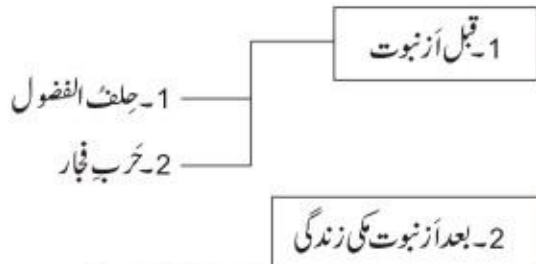 1۔ قبل اَز نبوت
1۔ حِلفُ الفضول
2۔ حَربِ فجار
2۔ بعد اَز نبوت مکی زندگی